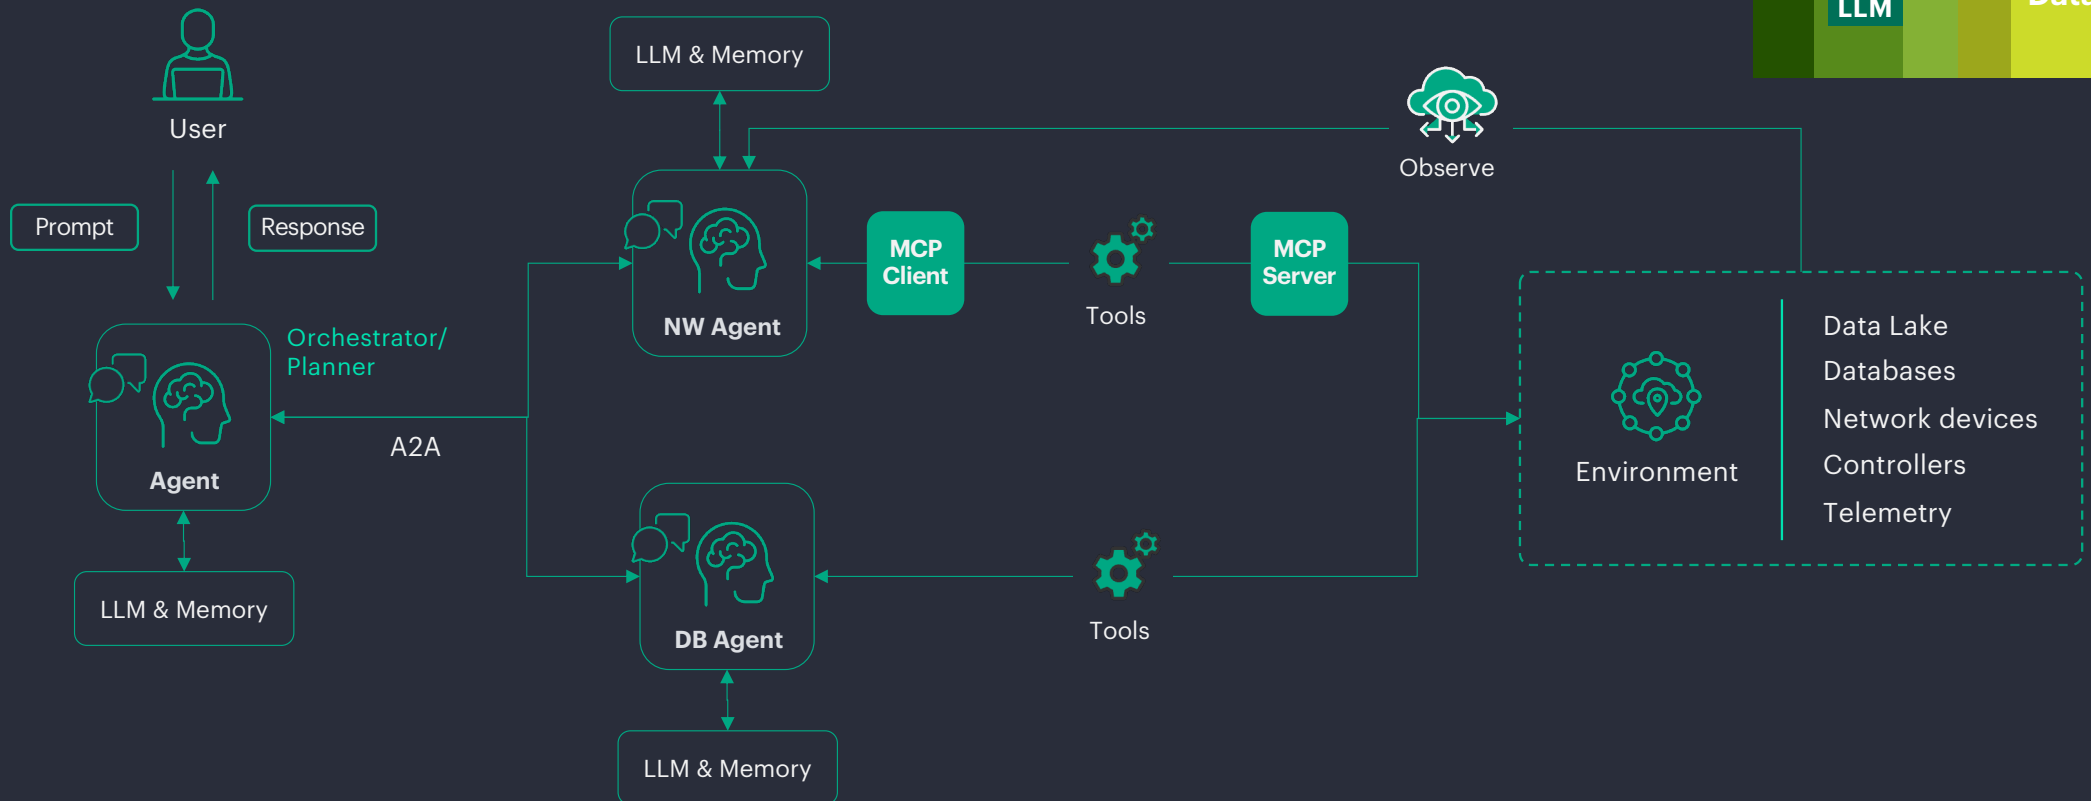 LLM
User
Prompt
Response
Orchestrator/
Planner
Agent
LLM & Memory
A2A
LLM & Memory
NW Agent
MCP
Client
Tools
MCP
Server
Observe
DB Agent
LLM & Memory
Tools
Environment
Data Lake
Databases
Network devices
Controllers
Telemetry